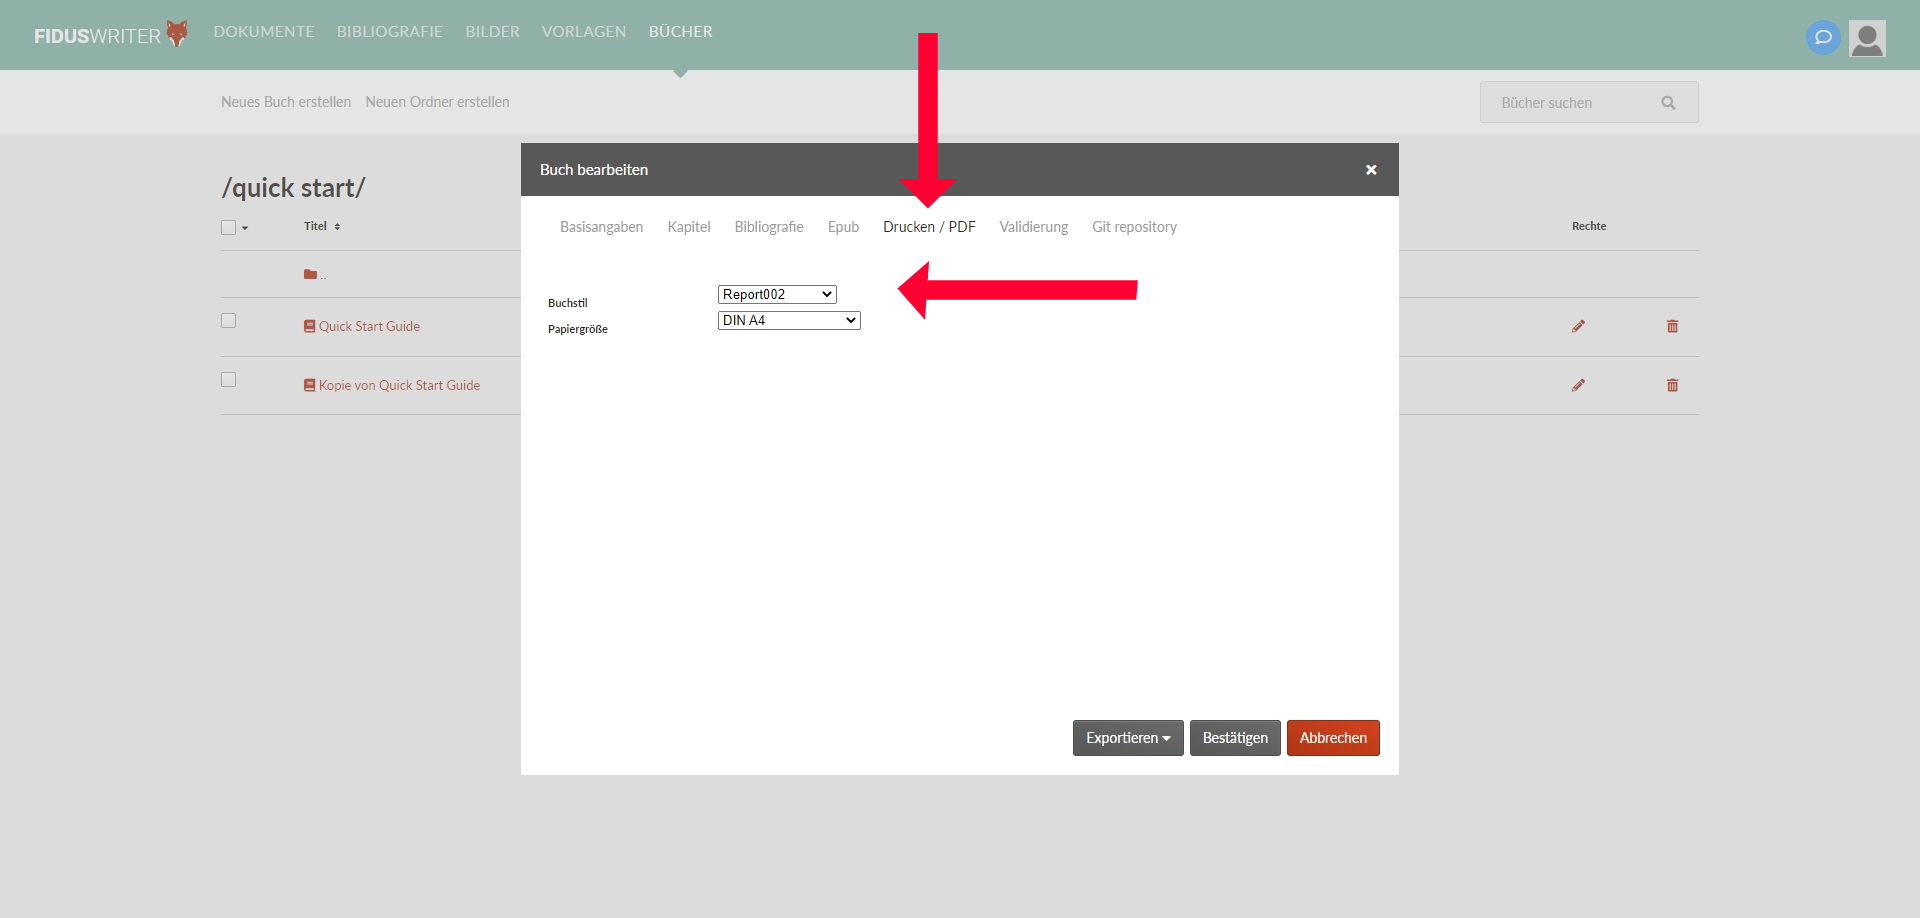 FIDUSWRITER DOKUMENTE BIBLIOGRAFIE BILDER VORLAGEN BÜCHER
Neues Buch erstellen Neuen Ordner erstellen Bücher suchen
/quick start/
Titel Rechte
..
Quick Start Guide
Kopie von Quick Start Guide
Buch bearbeiten
Basisangaben Kapitel Bibliografie Epub Drucken / PDF Validierung Git repository
Buchstil Report002
Papiergröße DIN A4
Exportieren Bestätigen Abbrechen